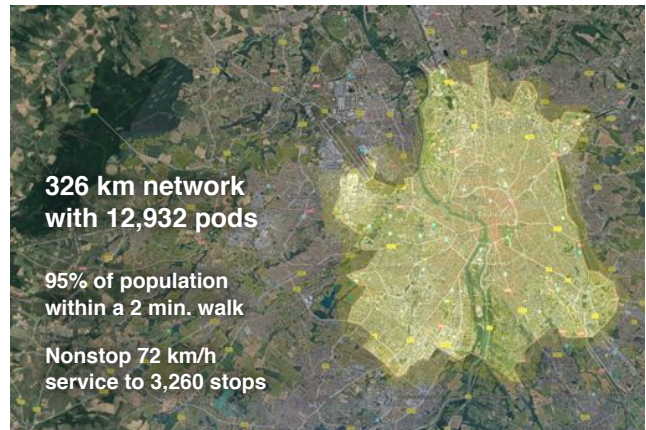 326 km network
with 12,932 pods
95% of population
within a 2 min. walk
Nonstop 72 km/h
service to 3,260 stops